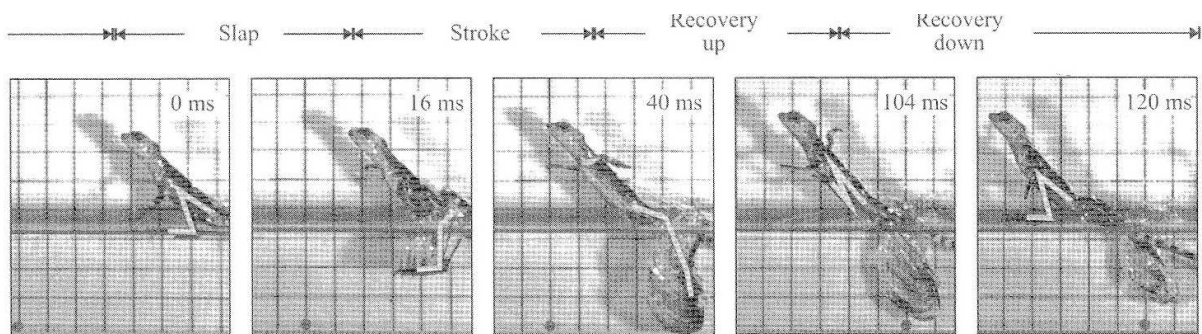 Slap
Stroke
Recovery
up
Recovery
down
0 ms
16 ms
40 ms
104 ms
120 ms